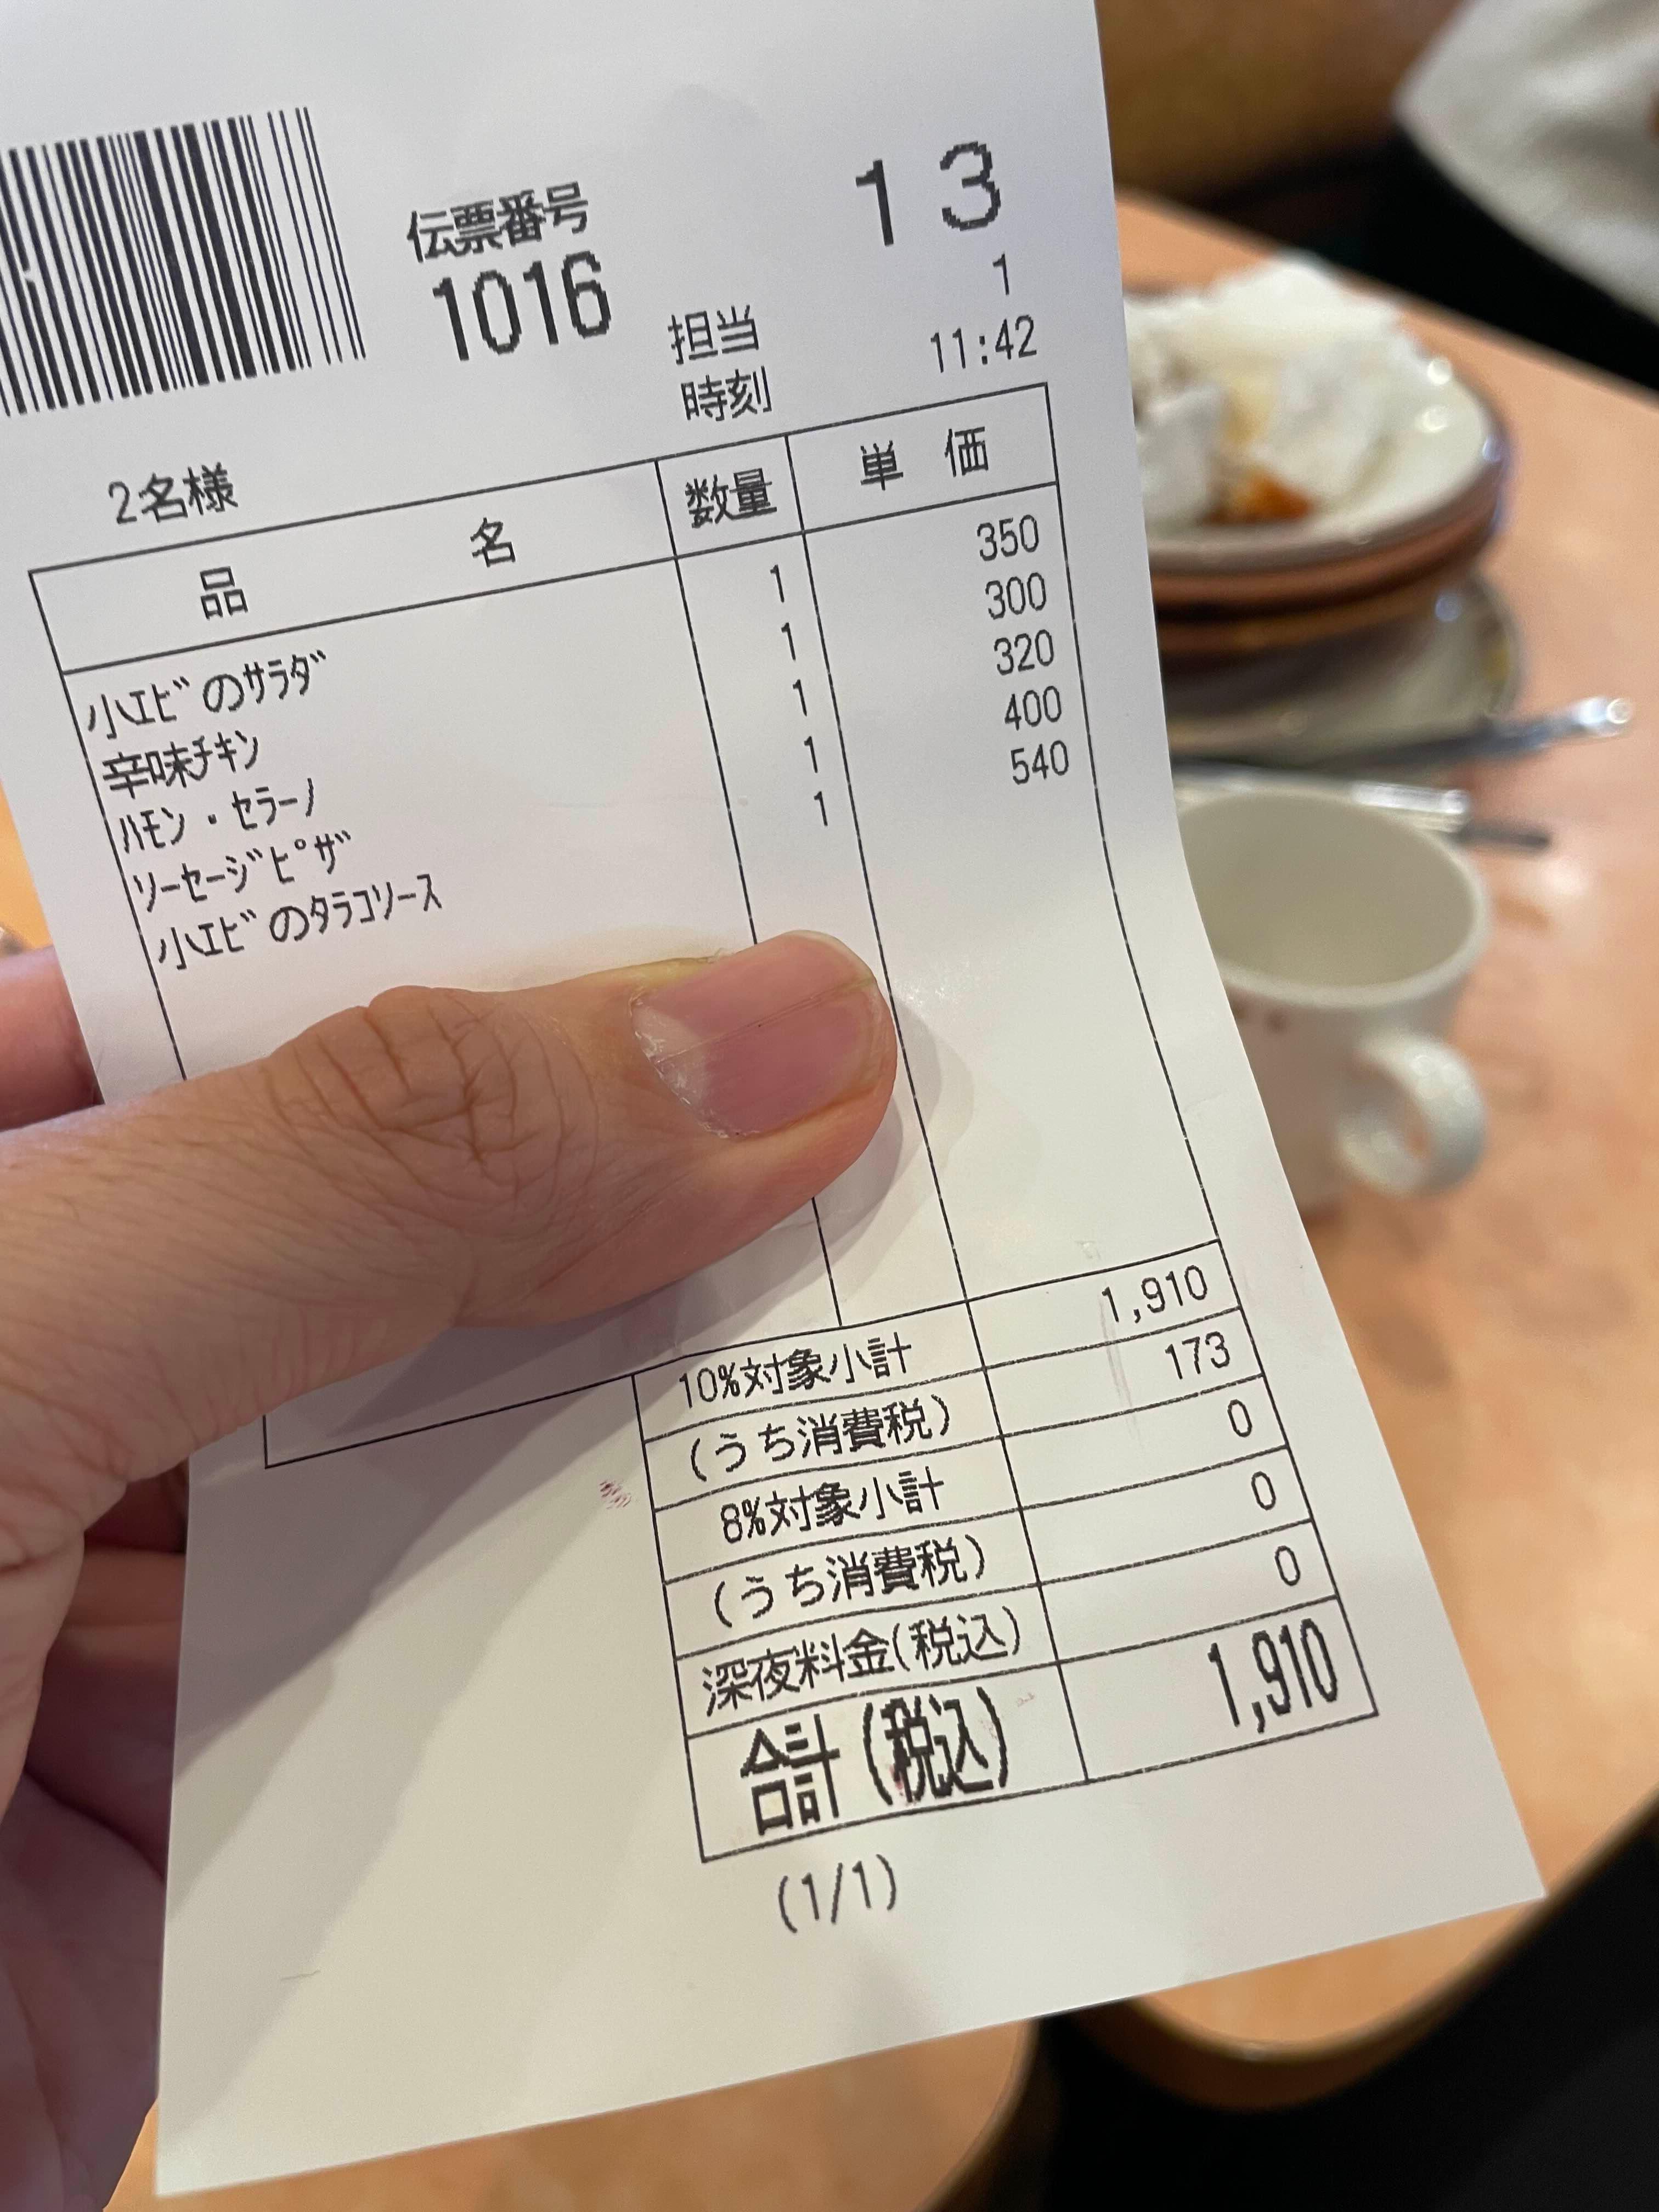 伝票番号
1016
13
担当 1
時刻 11:42
2名様
品名 数量 単価
小エビのサラダ 1 350
辛味チキン 1 300
ハモン・セラーノ 1 320
ソーセージピザ 1 400
小エビのタラコソース 1 540
10%対象小計 1,910
(うち消費税) 173
8%対象小計 0
(うち消費税) 0
深夜料金(税込) 0
合計(税込) 1,910
(1/1)